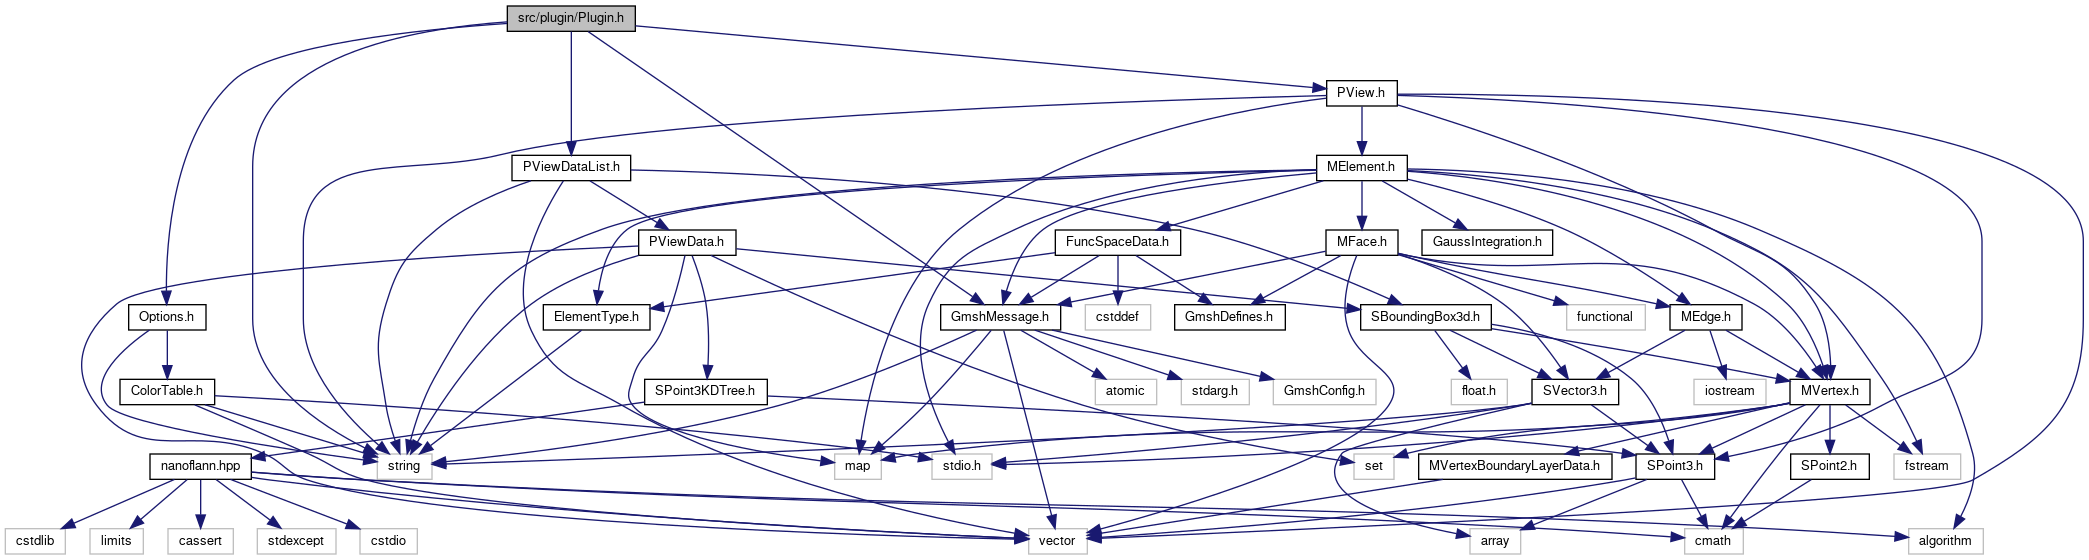 src/plugin/Plugin.h
PView.h
PViewDataList.h
MElement.h
PViewData.h
FuncSpaceData.h
MFace.h
GaussIntegration.h
Options.h
ElementType.h
GmshMessage.h
cstddef
GmshDefines.h
SBoundingBox3d.h
functional
MEdge.h
ColorTable.h
SPoint3KDTree.h
atomic
stdarg.h
GmshConfig.h
float.h
SVector3.h
iostream
MVertex.h
nanoflann.hpp
string
map
stdio.h
set
MVertexBoundaryLayerData.h
SPoint3.h
SPoint2.h
fstream
cstdlib
limits
cassert
stdexcept
cstdio
vector
array
cmath
algorithm